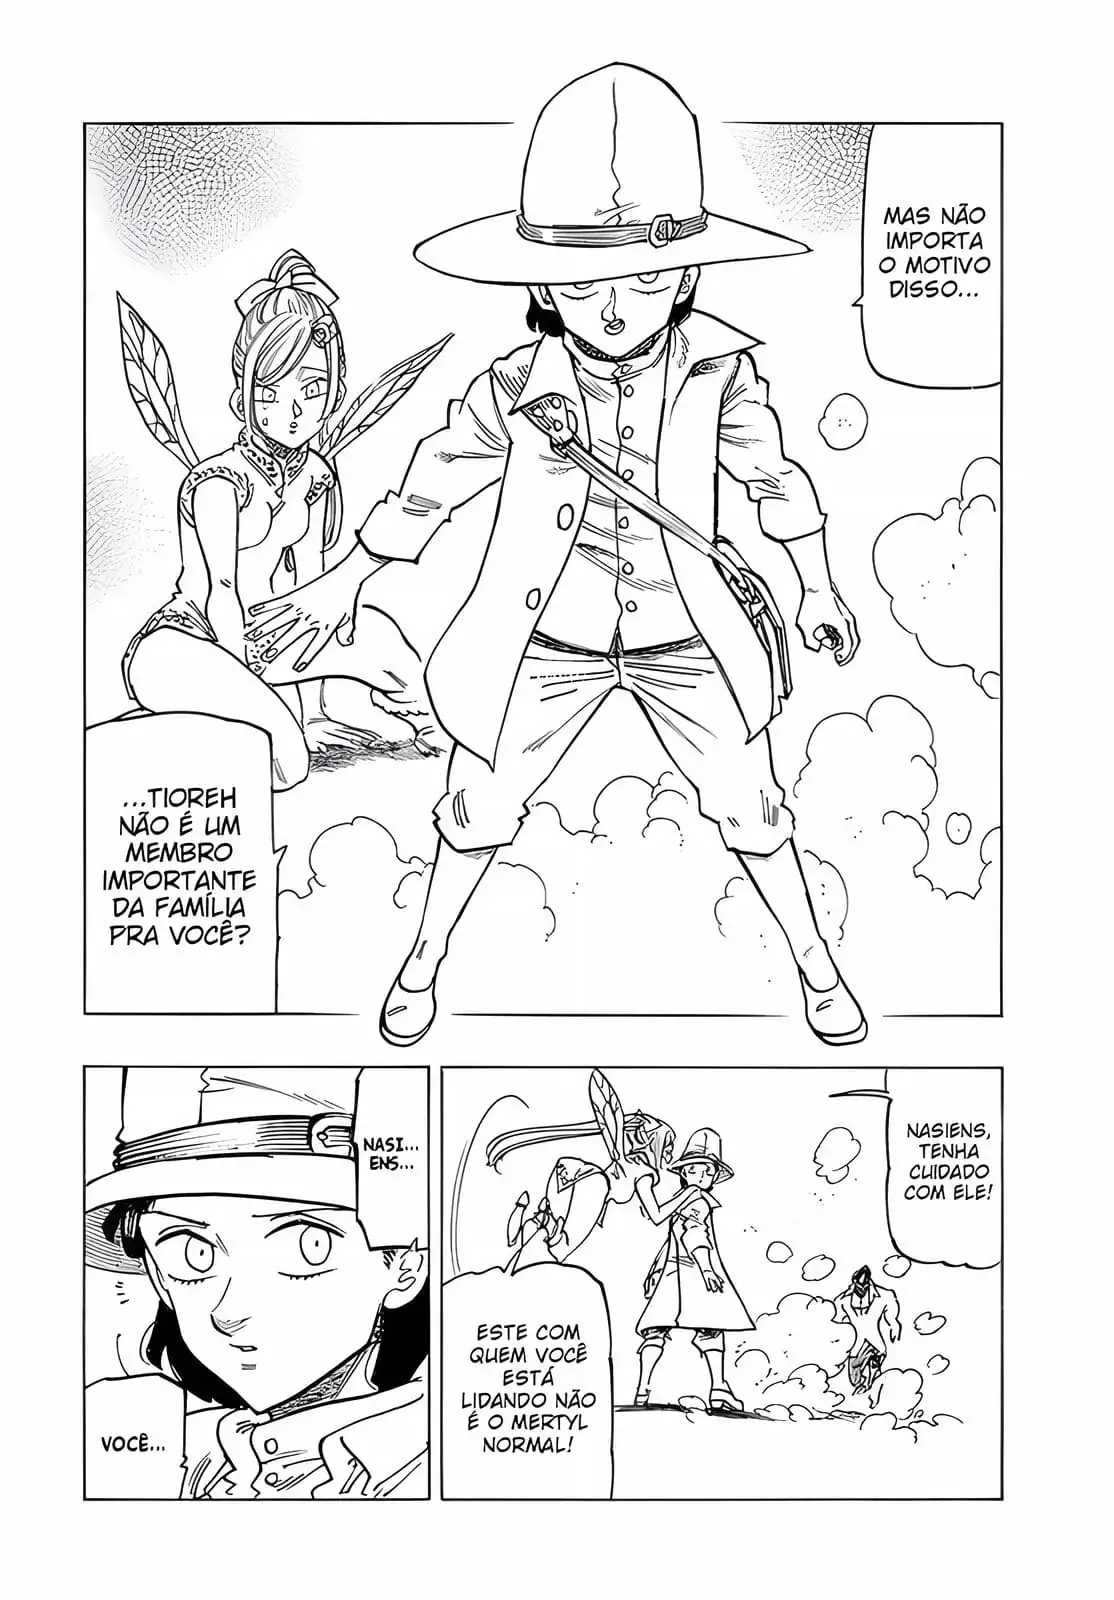 MAS NÃO
IMPORTA
O MOTIVO
DISSO...
...TIOREH
NÃO É UM
MEMBRO
IMPORTANTE
DA FAMÍLIA
PRA VOCÊ?
NASIENS,
TENHA
CUIDADO
COM ELE!
ESTE COM
QUEM VOCÊ
ESTÁ
LIDANDO NÃO
É O MERTYL
NORMAL!
NASI...
ENS...
VOCÊ...